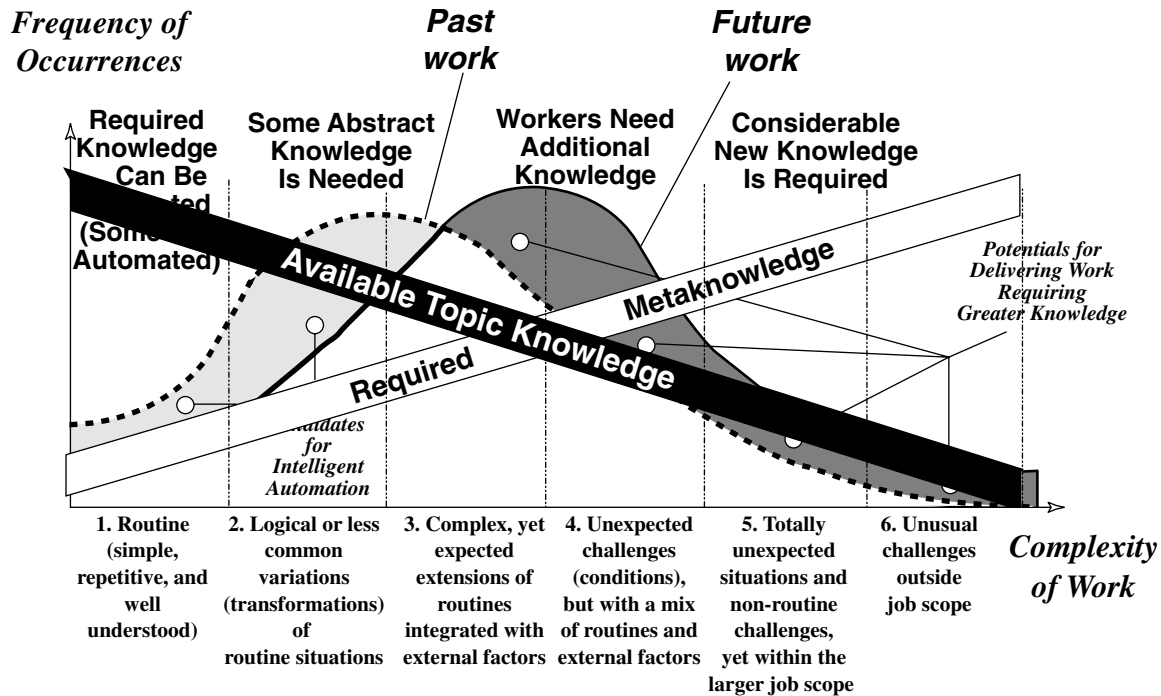 Frequency of
Occurrences
Past
work
Future
work
Required
Knowledge
Can Be
(Some
Automated)
Some Abstract
Knowledge
Is Needed
Workers Need
Additional
Knowledge
Considerable
New Knowledge
Is Required
Available Topic Knowledge
Required Metaknowledge
Potentials for
Delivering Work
Requiring
Greater Knowledge
for
Intelligent
Automation
1. Routine
(simple,
repetitive, and
well
understood)
2. Logical or less
common
variations
(transformations)
of
routine situations
3. Complex, yet
expected
extensions of
routines
integrated with
external factors
4. Unexpected
challenges
(conditions),
but with a mix
of routines and
external factors
5. Totally
unexpected
situations and
non-routine
challenges,
yet within the
larger job scope
6. Unusual
challenges
outside
job scope
Complexity
of Work